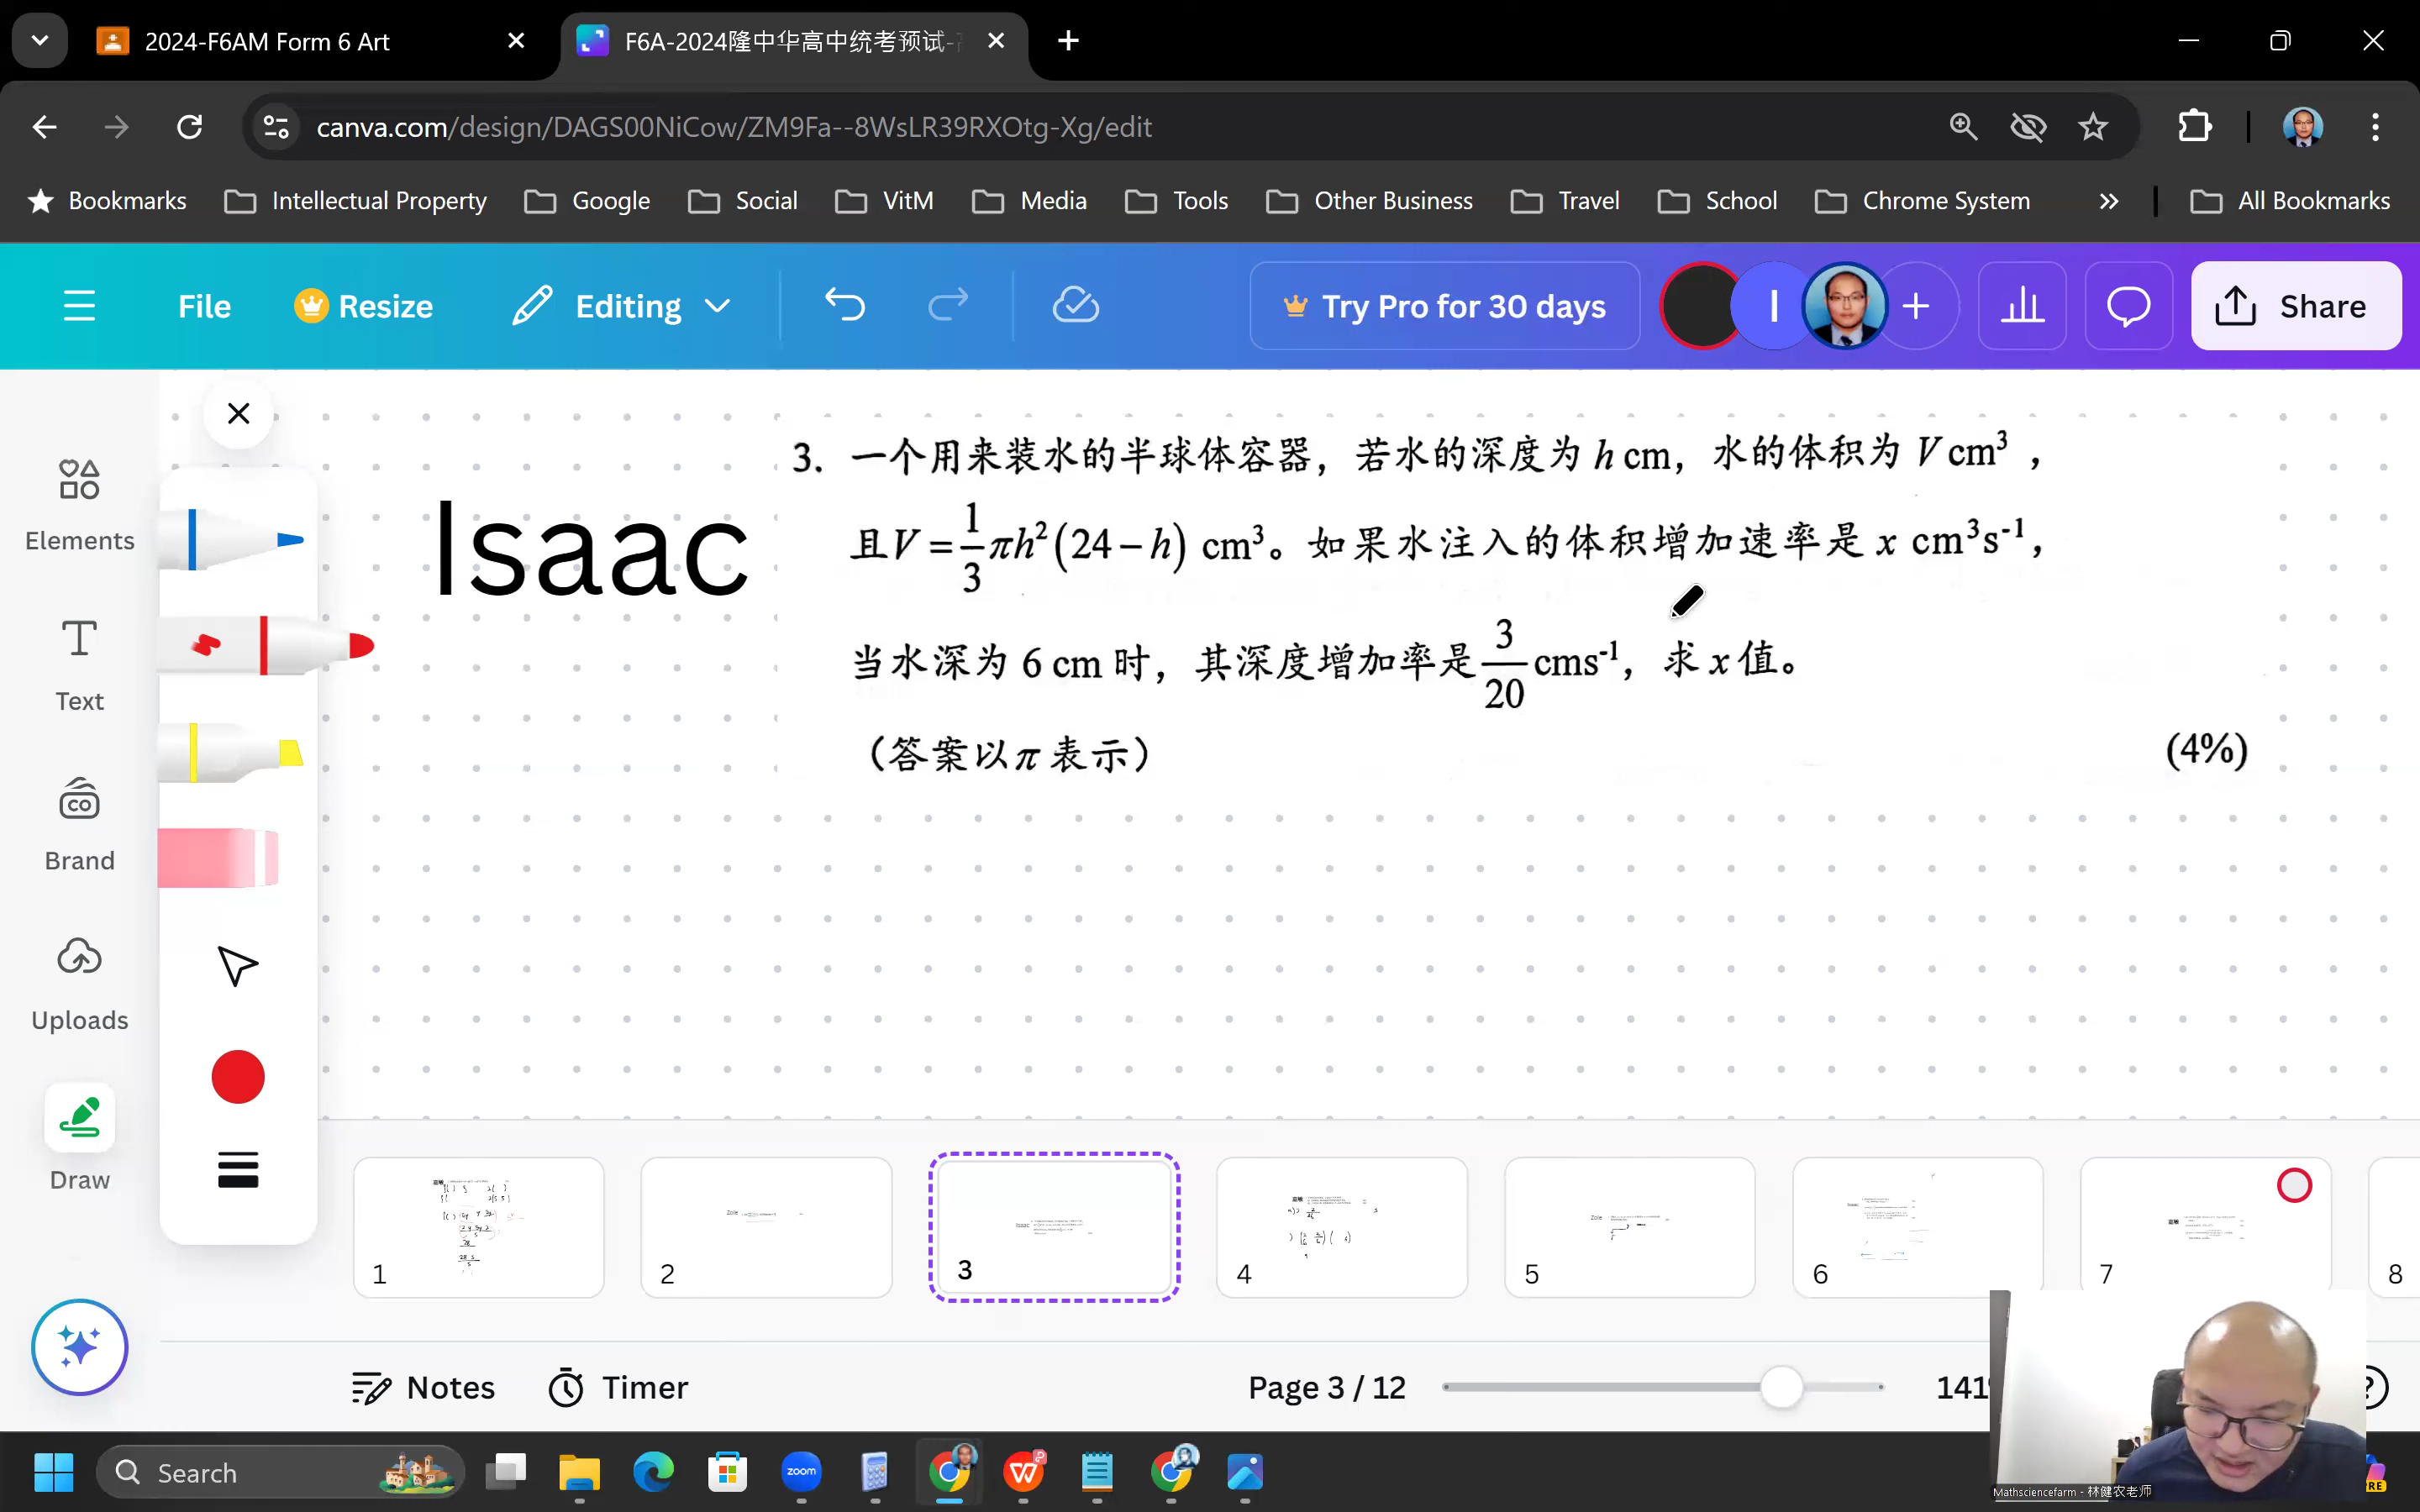 2024-F6AM Form 6 Art
F6A-2024隆中华高中统考预试-
canva.com/design/DAGS00NiCow/ZM9Fa--8WsLR39RXOtg-Xg/edit
Bookmarks Intellectual Property Google Social VitM Media Tools Other Business Travel School Chrome System All Bookmarks
File Resize Editing Try Pro for 30 days I Share
Elements
Text
Brand
Uploads
Draw
Isaac
3. 一个用来装水的半球体容器，若水的深度为 h cm，水的体积为 V cm³，
且V = 1/3 πh²(24 − h) cm³。如果水注入的体积增加速率是 x cm³s⁻¹，
当水深为 6 cm 时，其深度增加率是 3/20 cms⁻¹，求 x 值。
（答案以 π 表示） (4%)
1 2 3 4 5 6 7 8
Notes Timer Page 3 / 12 141
Search zoom
Mathsciencefarm - 林健农老师